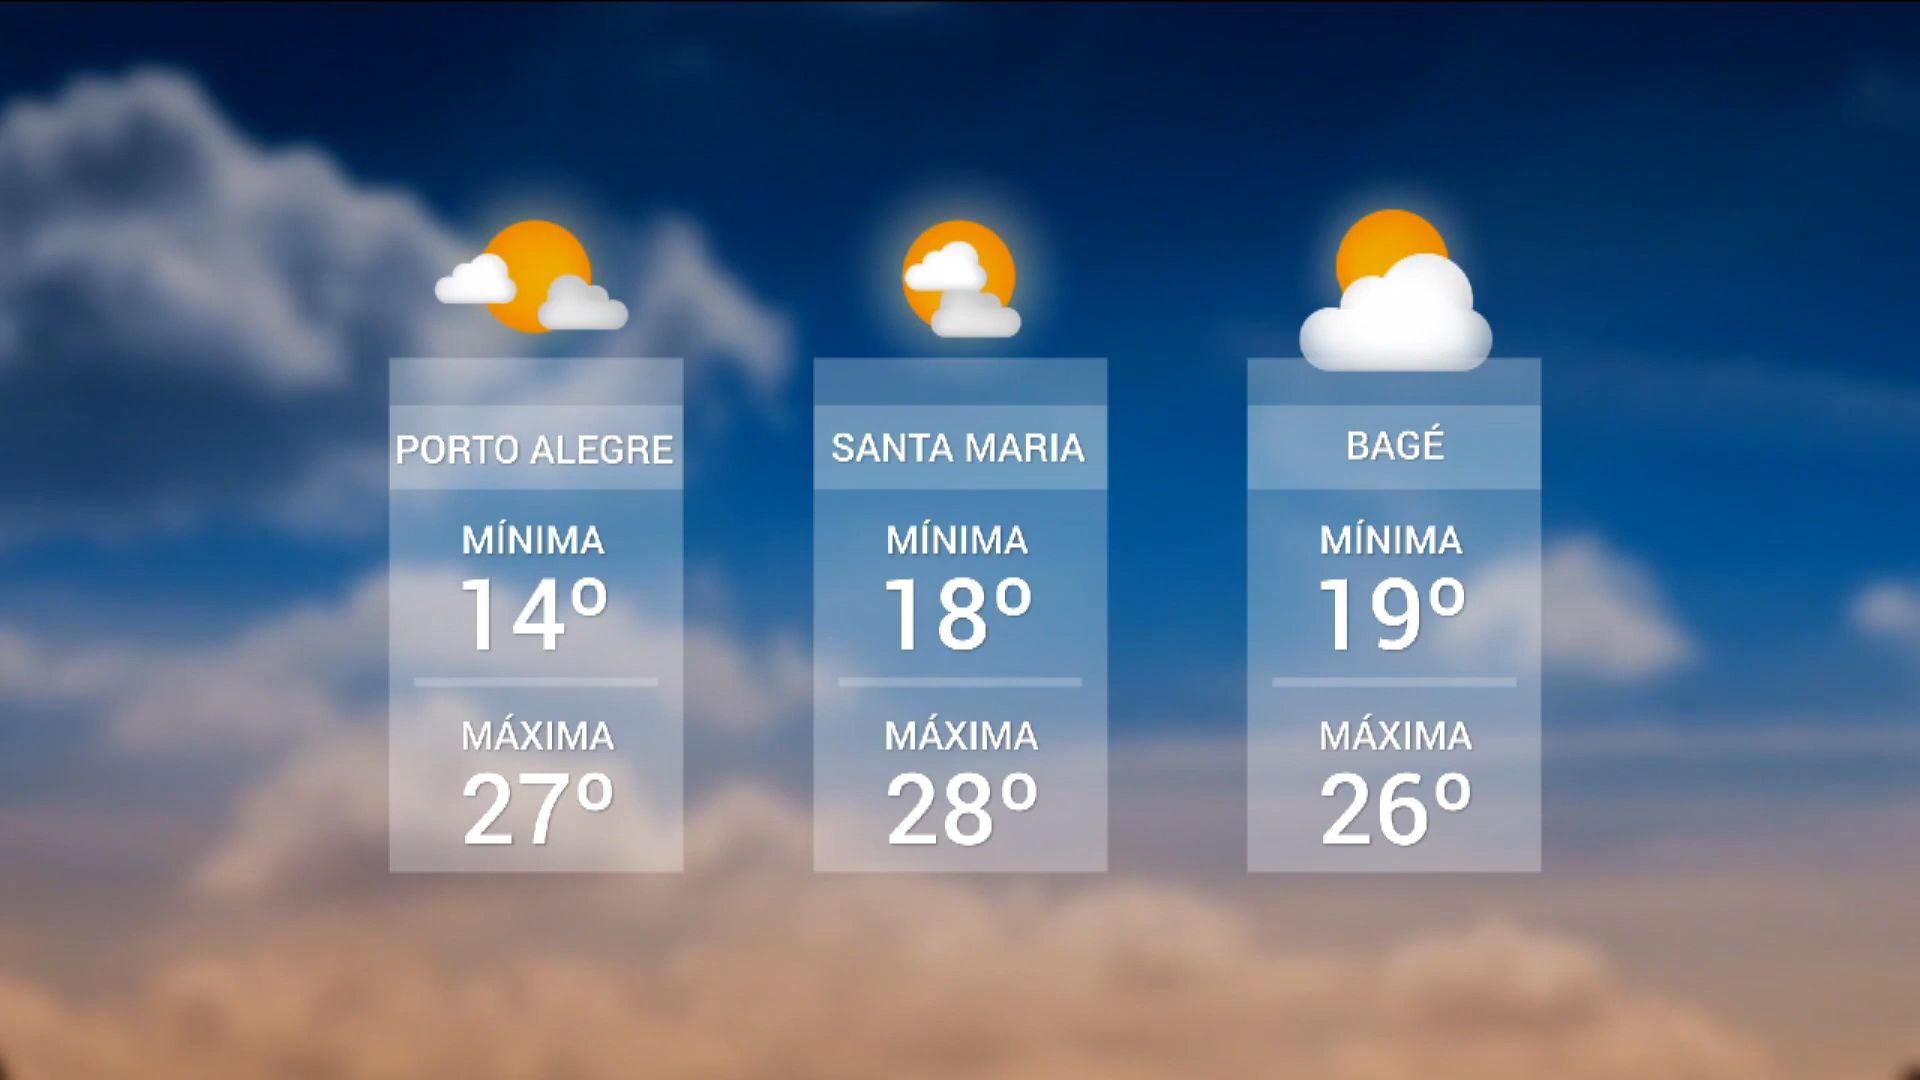 PORTO ALEGRE
MÍNIMA
14º
MÁXIMA
27º
SANTA MARIA
MÍNIMA
18º
MÁXIMA
28º
BAGÉ
MÍNIMA
19º
MÁXIMA
26º